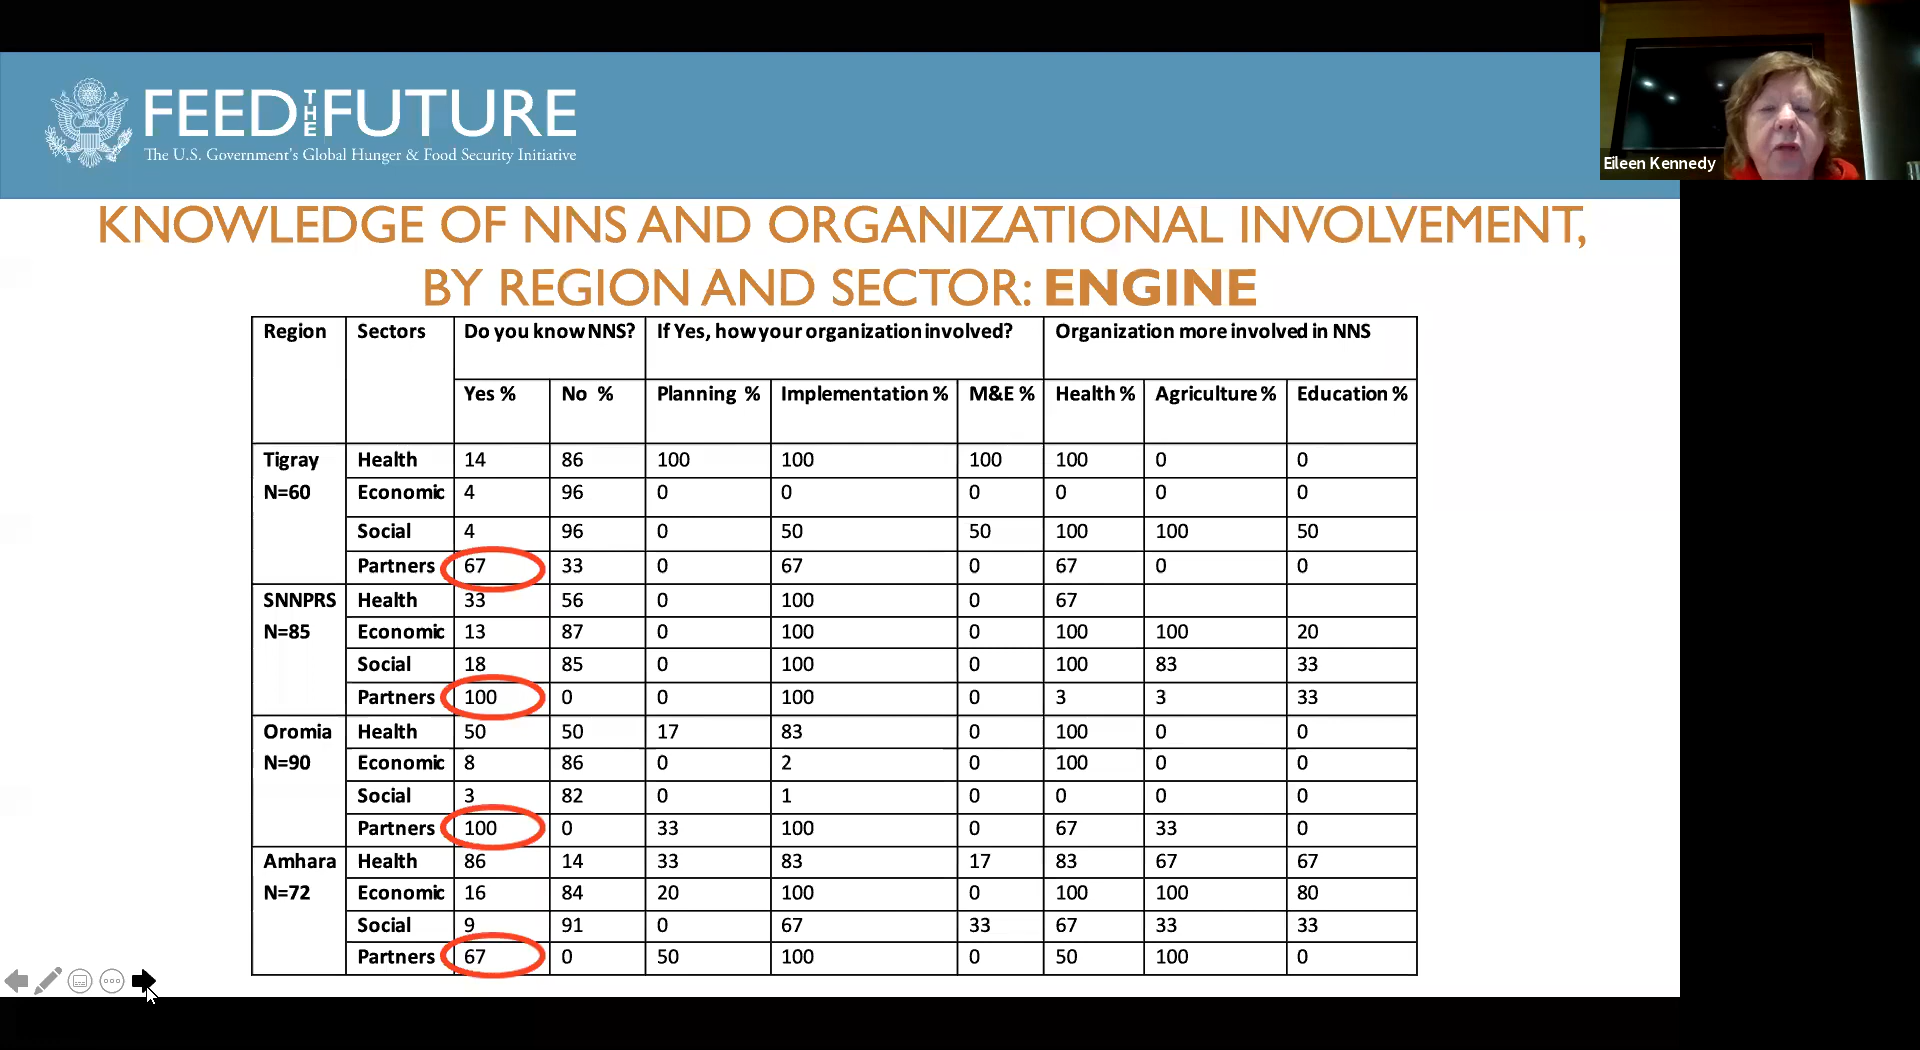 FEED THE FUTURE
The U.S. Government's Global Hunger & Food Security Initiative
Eileen Kennedy
KNOWLEDGE OF NNS AND ORGANIZATIONAL INVOLVEMENT,
BY REGION AND SECTOR: ENGINE
Region Sectors Do you know NNS? If Yes, how your organization involved? Organization more involved in NNS
Yes % No % Planning % Implementation % M&E % Health % Agriculture % Education %
Tigray Health 14 86 100 100 100 100 0 0
N=60 Economic 4 96 0 0 0 0 0 0
Social 4 96 0 50 50 100 100 50
Partners 67 33 0 67 0 67 0 0
SNNPRS Health 33 56 0 100 0 67
N=85 Economic 13 87 0 100 0 100 100 20
Social 18 85 0 100 0 100 83 33
Partners 100 0 0 100 0 3 3 33
Oromia Health 50 50 17 83 0 100 0 0
N=90 Economic 8 86 0 2 0 100 0 0
Social 3 82 0 1 0 0 0 0
Partners 100 0 33 100 0 67 33 0
Amhara Health 86 14 33 83 17 83 67 67
N=72 Economic 16 84 20 100 0 100 100 80
Social 9 91 0 67 33 67 33 33
Partners 67 0 50 100 0 50 100 0